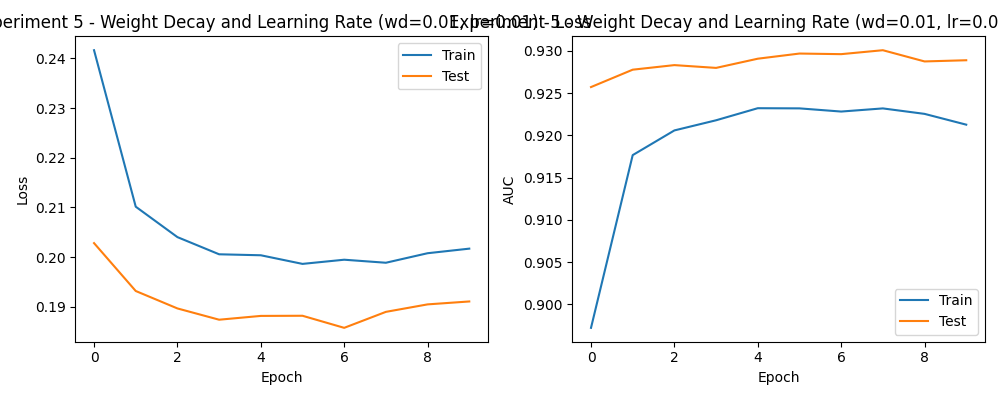 periment 5 - Weight Decay and Learning Rate (wd=0.01, lr=0.01) - Loss
Experiment 5 - Weight Decay and Learning Rate (wd=0.01, lr=0.0
0.24
0.23
0.22
0.21
0.20
0.19
Loss
Train
Test
0 2 4 6 8
Epoch
0.930
0.925
0.920
0.915
0.910
0.905
0.900
AUC
Train
Test
0 2 4 6 8
Epoch